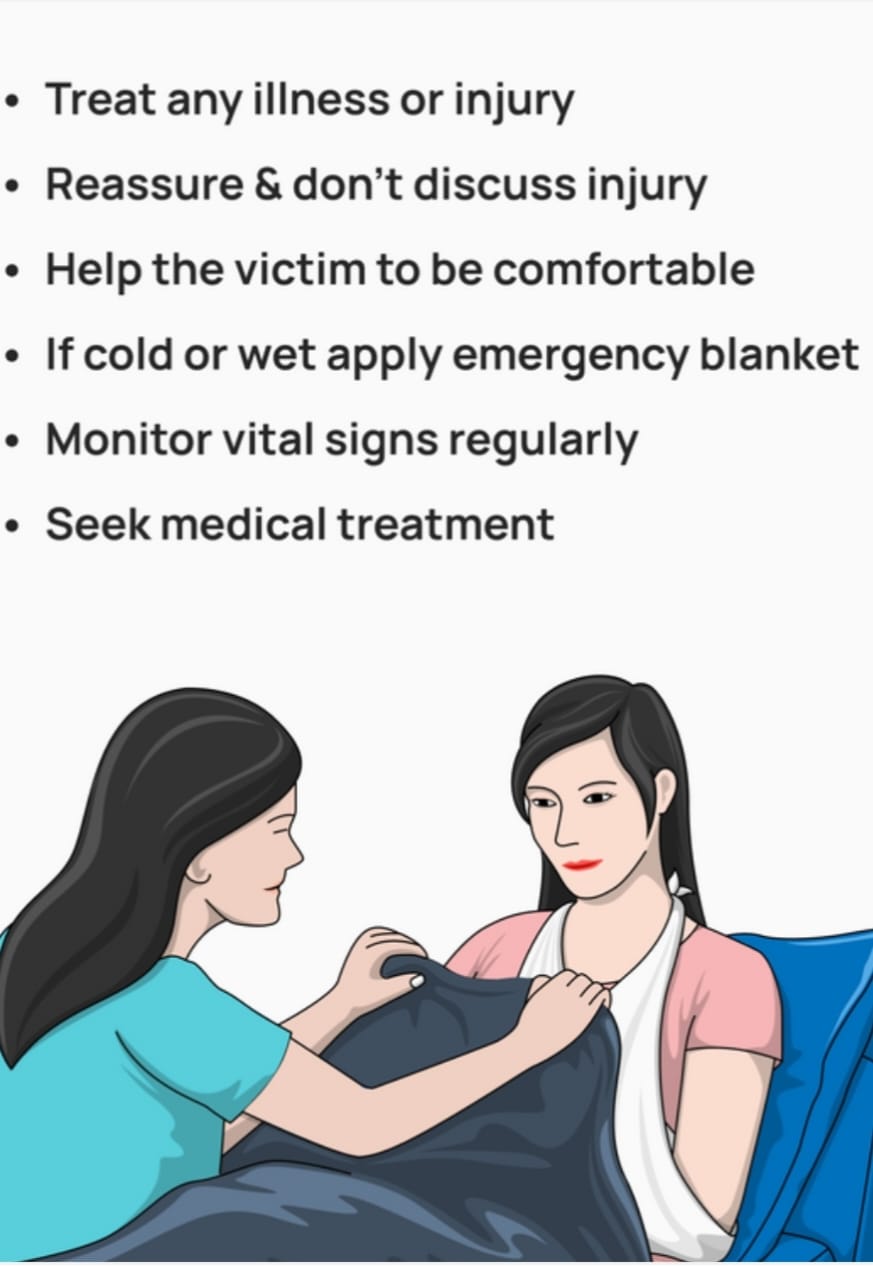 • Treat any illness or injury
• Reassure & don’t discuss injury
• Help the victim to be comfortable
• If cold or wet apply emergency blanket
• Monitor vital signs regularly
• Seek medical treatment